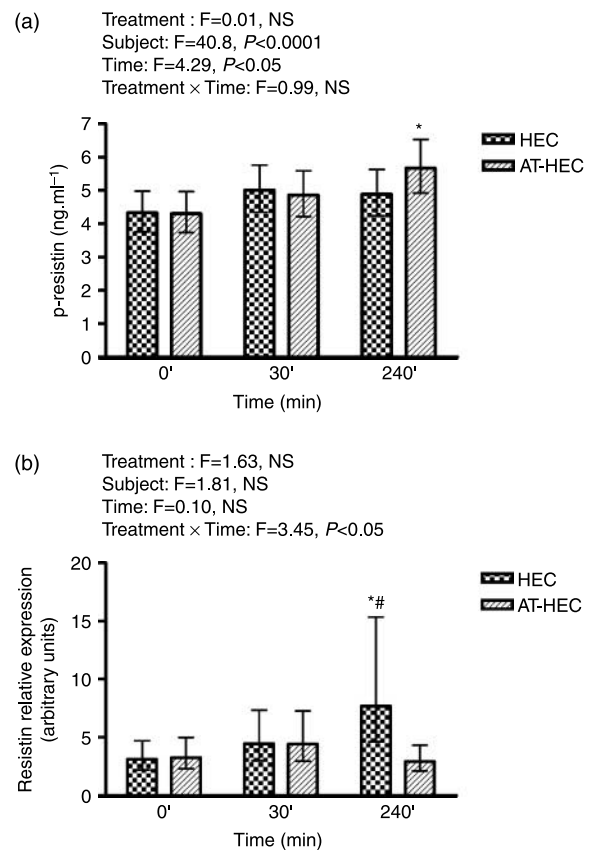 (a)
Treatment : F=0.01, NS
Subject: F=40.8, P<0.0001
Time: F=4.29, P<0.05
Treatment × Time: F=0.99, NS
7
6
5
4
3
2
1
0
p-resistin (ng.ml⁻¹)
*
HEC
AT-HEC
0' 30' 240'
Time (min)
(b)
Treatment : F=1.63, NS
Subject: F=1.81, NS
Time: F=0.10, NS
Treatment × Time: F=3.45, P<0.05
20
15
10
5
0
Resistin relative expression
(arbitrary units)
*#
HEC
AT-HEC
0' 30' 240'
Time (min)